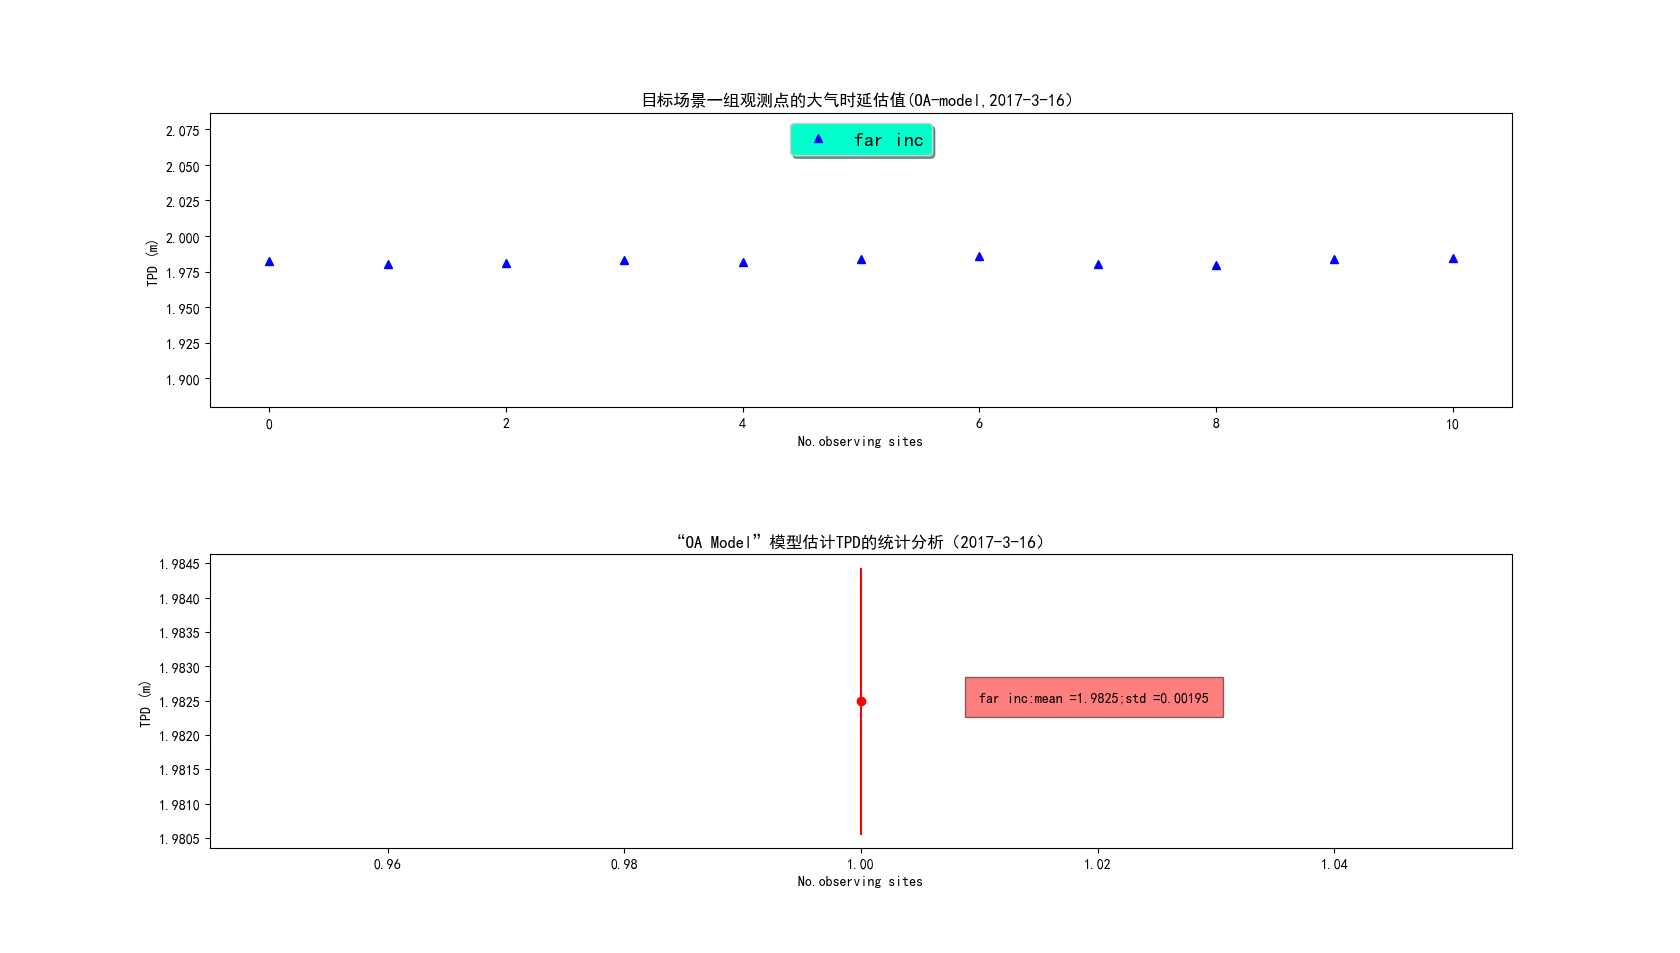 目标场景一组观测点的大气时延估值(OA-model,2017-3-16)
far inc
2.075
2.050
2.025
2.000
1.975
1.950
1.925
1.900
TPD (m)
0 2 4 6 8 10
No.observing sites
“OA Model”模型估计TPD的统计分析（2017-3-16）
1.9845
1.9840
1.9835
1.9830
1.9825
1.9820
1.9815
1.9810
1.9805
TPD (m)
far inc:mean =1.9825;std =0.00195
0.96 0.98 1.00 1.02 1.04
No.observing sites